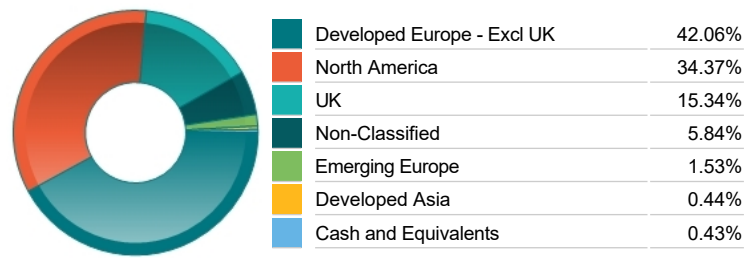 Developed Europe - Excl UK 42.06%
North America 34.37%
UK 15.34%
Non-Classified 5.84%
Emerging Europe 1.53%
Developed Asia 0.44%
Cash and Equivalents 0.43%